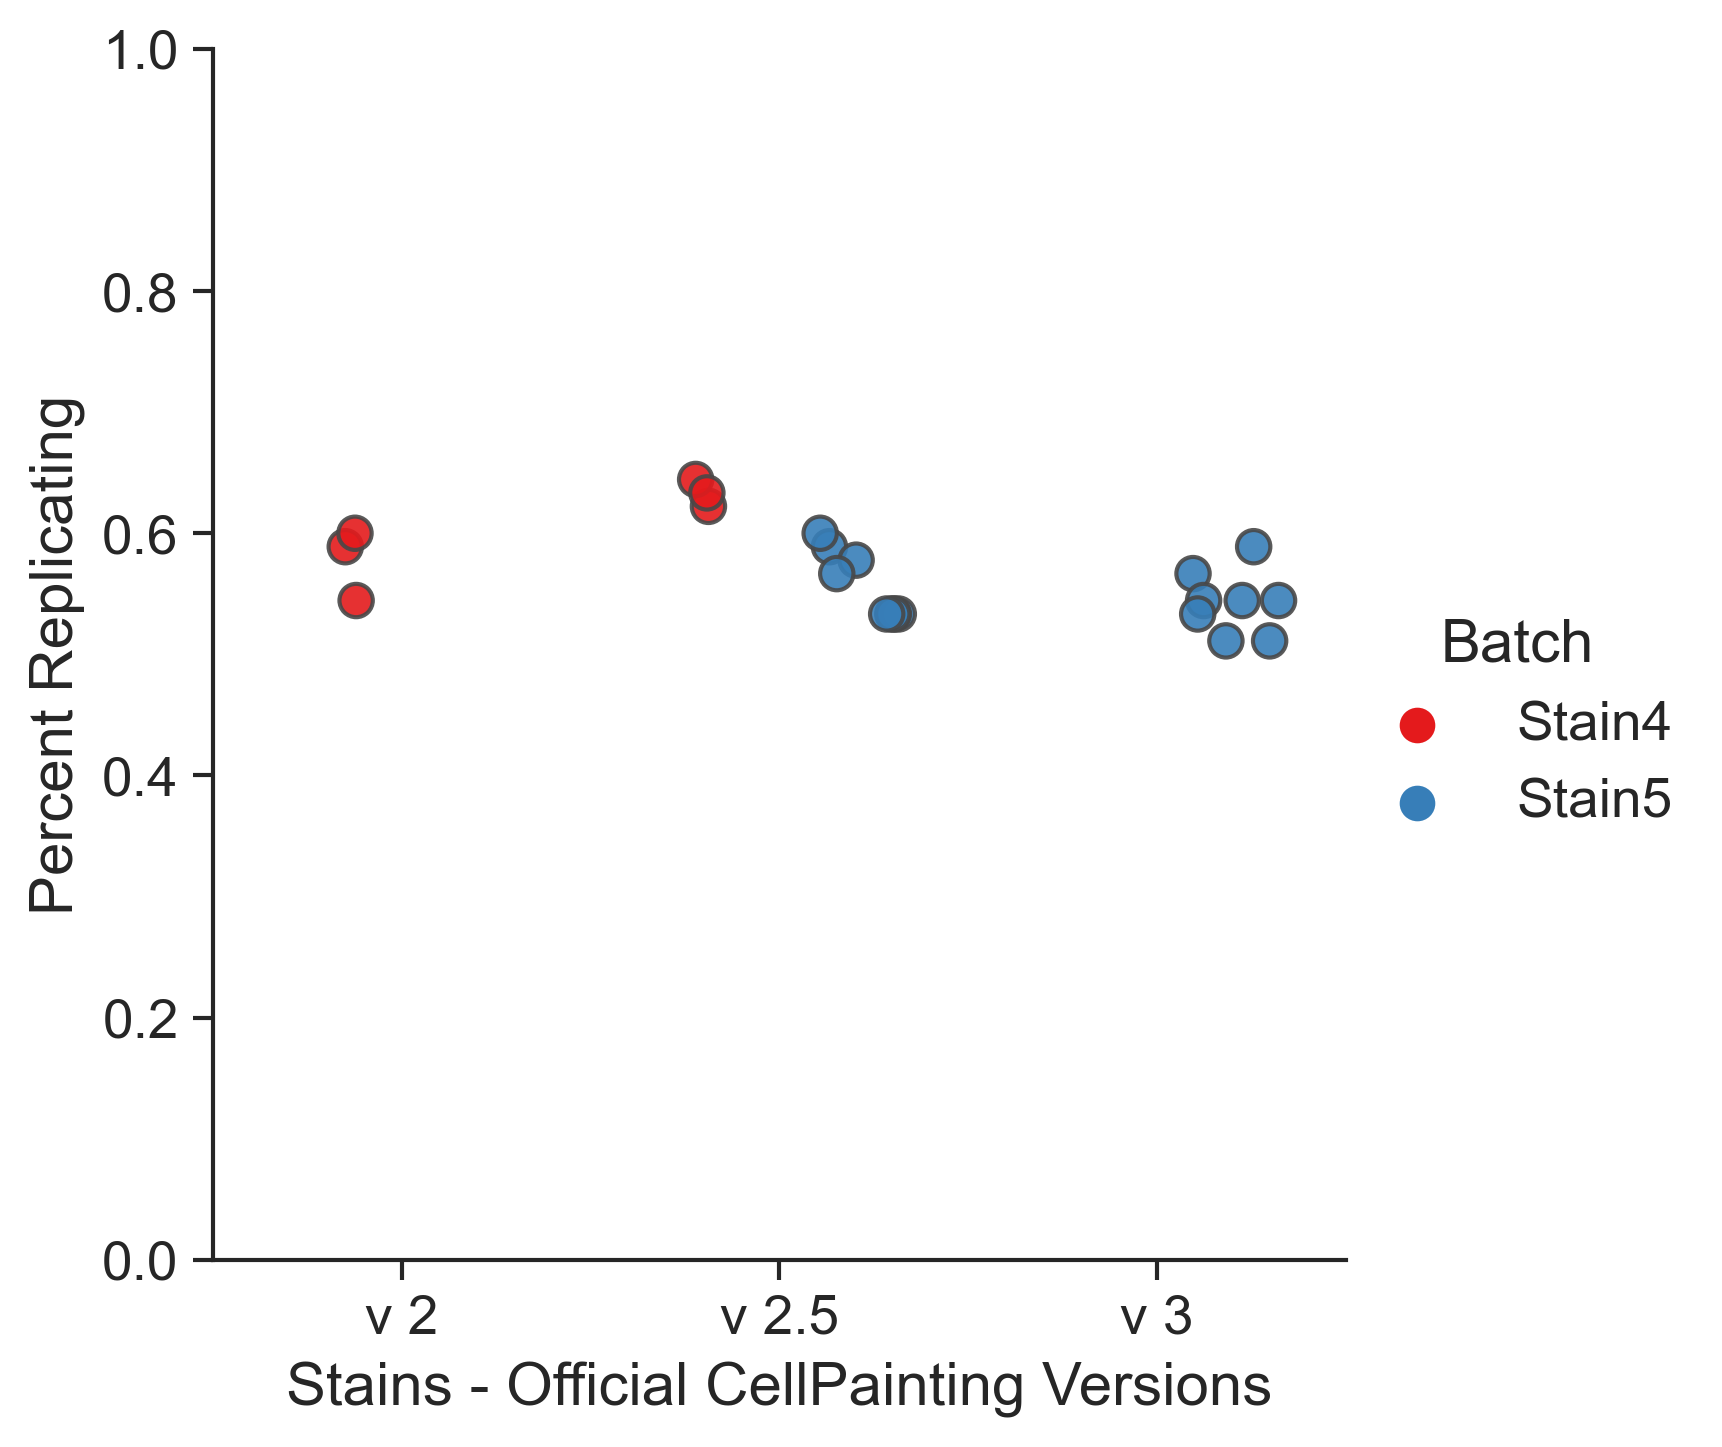 1.0
0.8
0.6
0.4
0.2
0.0
Percent Replicating
v 2
v 2.5
v 3
Stains - Official CellPainting Versions
Batch
Stain4
Stain5